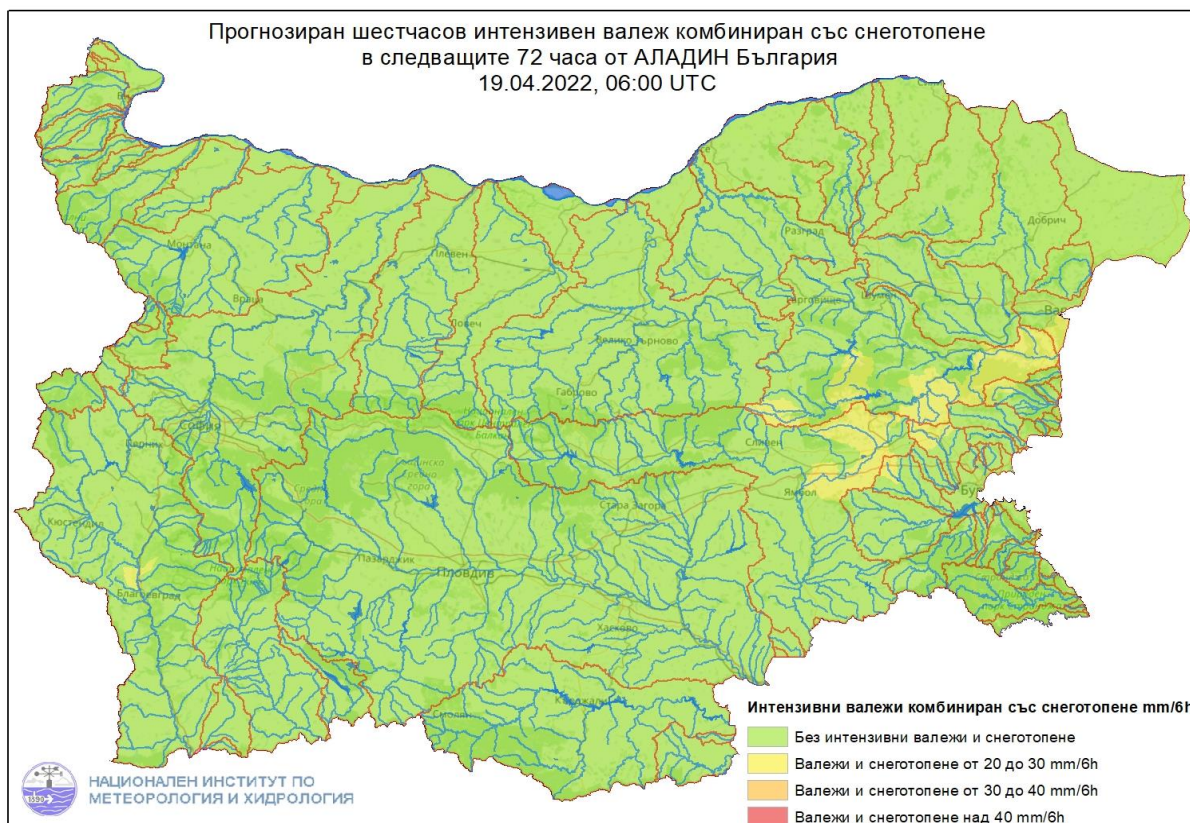 Прогнозиран шестчасов интензивен валеж комбиниран със снеготопене
в следващите 72 часа от АЛАДИН България
19.04.2022, 06:00 UTC
Добрич
Разград
Монтана
Плевен
Търговище
Шумен
Враца
Ловеч
Велико Търново
Габрово
София
Перник
Сливен
Ямбол
Стара Загора
Кюстендил
Пазарджик
Пловдив
Благоевград
Хасково
Смолян
Кърджали
Интензивни валежи комбиниран със снеготопене mm/6h
Без интензивни валежи и снеготопене
Валежи и снеготопене от 20 до 30 mm/6h
Валежи и снеготопене от 30 до 40 mm/6h
Валежи и снеготопене над 40 mm/6h
1890
НАЦИОНАЛЕН ИНСТИТУТ ПО
МЕТЕОРОЛОГИЯ И ХИДРОЛОГИЯ